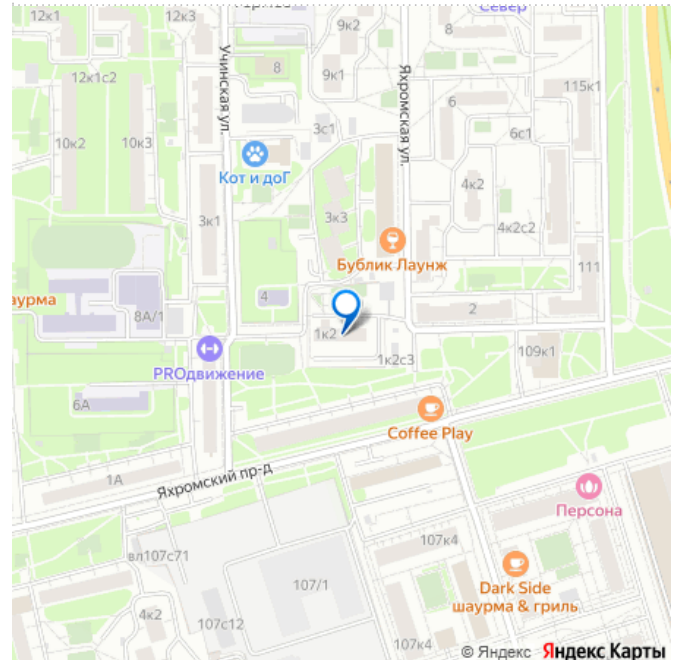 Север
12к1
12к3
9к2
8
8
9к1
12к1с2
Учинская ул.
Яхромская ул.
115к1
6
3с1
6с1
10к2
10к3
Кот и доГ
4к2
3к3
3к1
4к2с2
Бублик Лаунж
111
аурма
8А/1
4
2
1к2
1к2с3
109к1
PROдвижение
6А
Coffee Play
1А
Яхромский пр-д
Персона
107к4
вл107с71
107/1
Dark Side
шаурма & гриль
4к2
107с12
107к4
© Яндекс Яндекс Карты